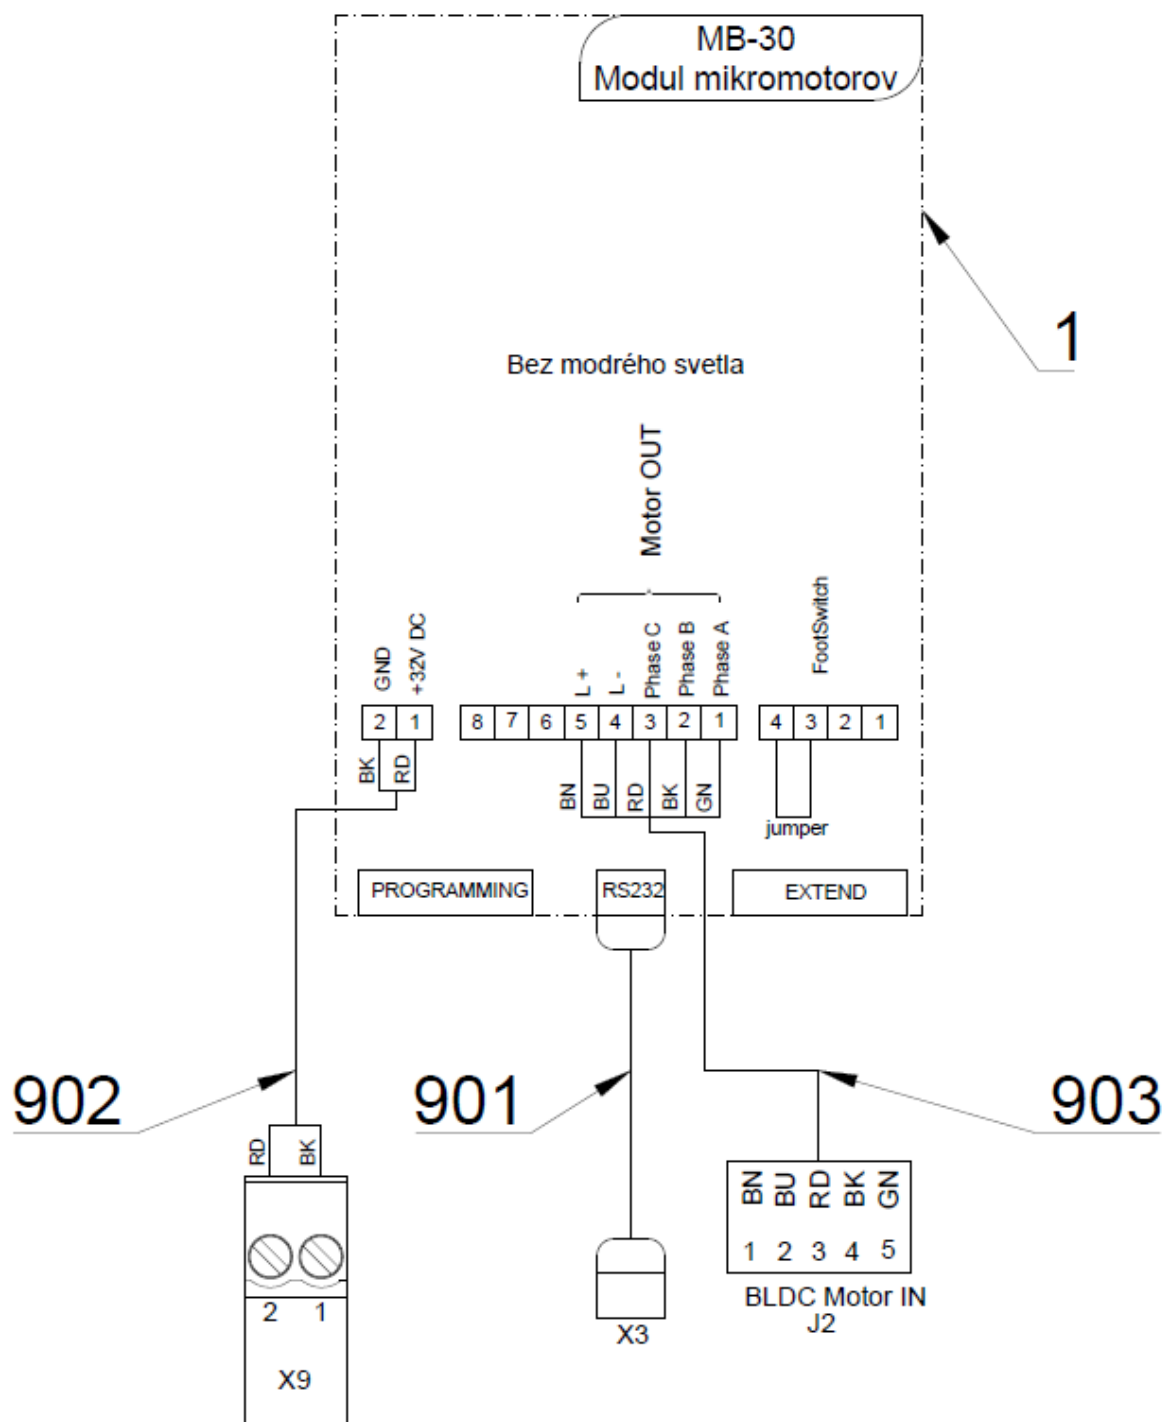 MB-30
Modul mikromotorov
1
Bez modrého svetla
Motor OUT
GND
+32V DC
L +
L -
Phase C
Phase B
Phase A
FootSwitch
2 1
8 7 6 5 4 3 2 1
4 3 2 1
BK
RD
BN
BU
RD
BK
GN
jumper
PROGRAMMING
RS232
EXTEND
902
901
903
RD
BK
BN
BU
RD
BK
GN
1 2 3 4 5
2 1
BLDC Motor IN
J2
X3
X9